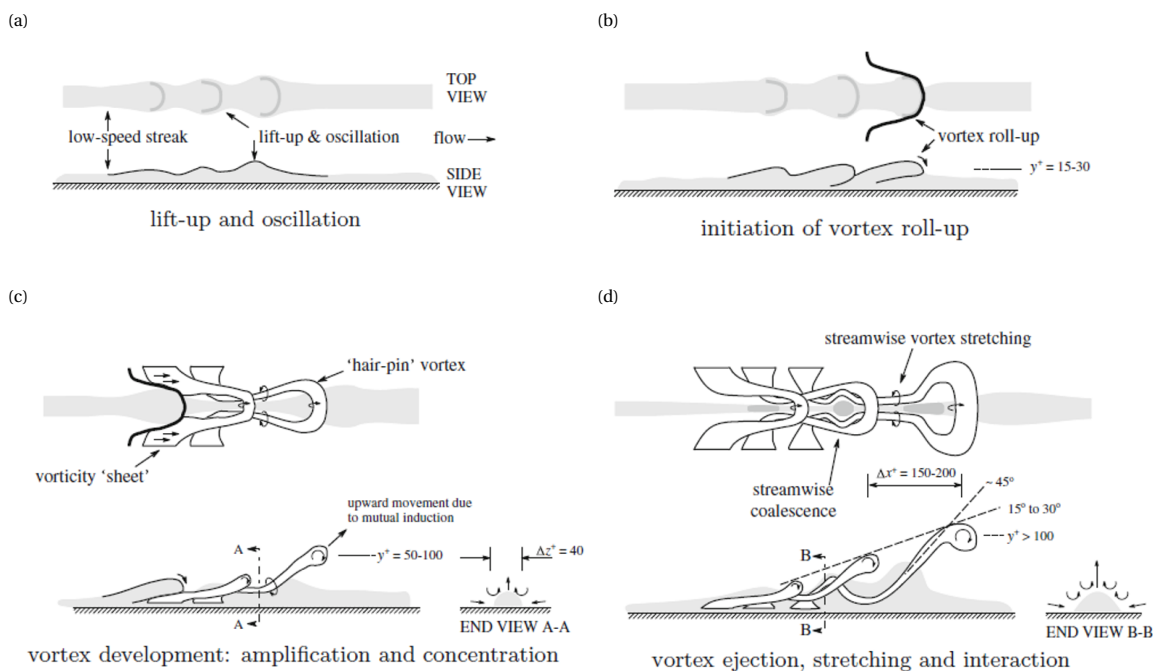 (a)
TOP
VIEW
low-speed streak
lift-up & oscillation
flow
SIDE
VIEW
lift-up and oscillation
(b)
vortex roll-up
y⁺ = 15-30
initiation of vortex roll-up
(c)
'hair-pin' vortex
vorticity 'sheet'
upward movement due
to mutual induction
A
y⁺ = 50-100
Δz⁺ = 40
A
END VIEW A-A
vortex development: amplification and concentration
(d)
streamwise vortex stretching
Δx⁺ = 150-200
streamwise
coalescence
~ 45°
15° to 30°
y⁺ > 100
B
B
END VIEW B-B
vortex ejection, stretching and interaction